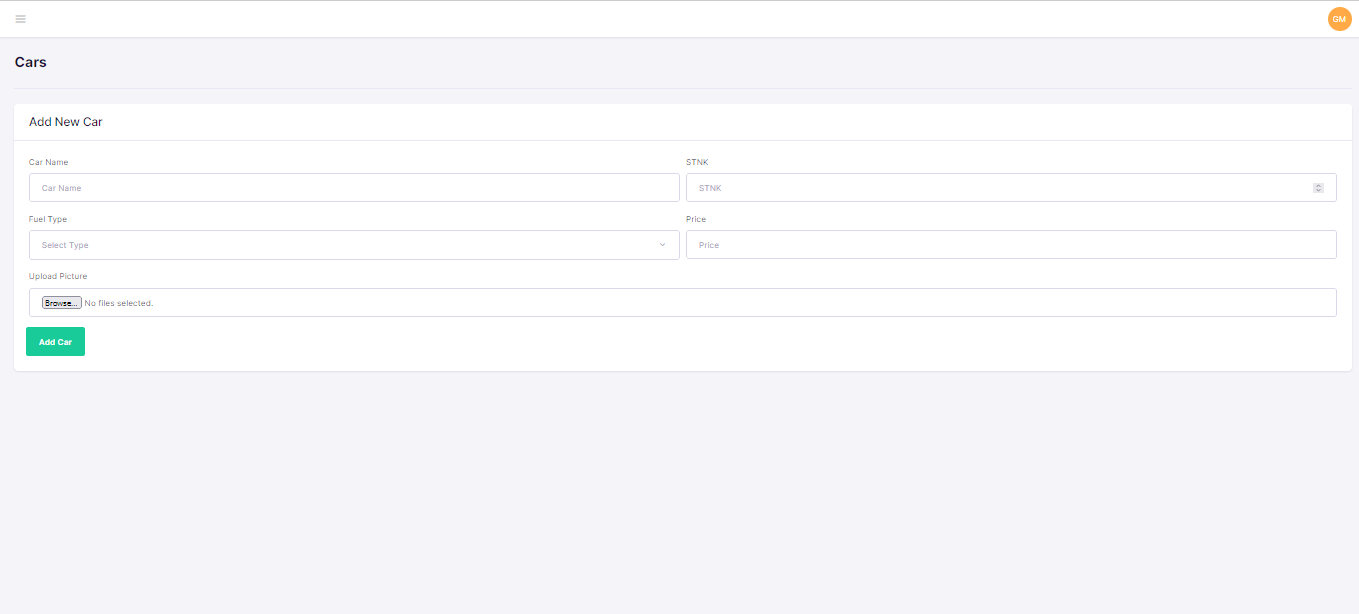 GM
Cars
Add New Car
Car Name
STNK
Car Name
STNK
Fuel Type
Price
Select Type
Price
Upload Picture
Browse... No files selected.
Add Car